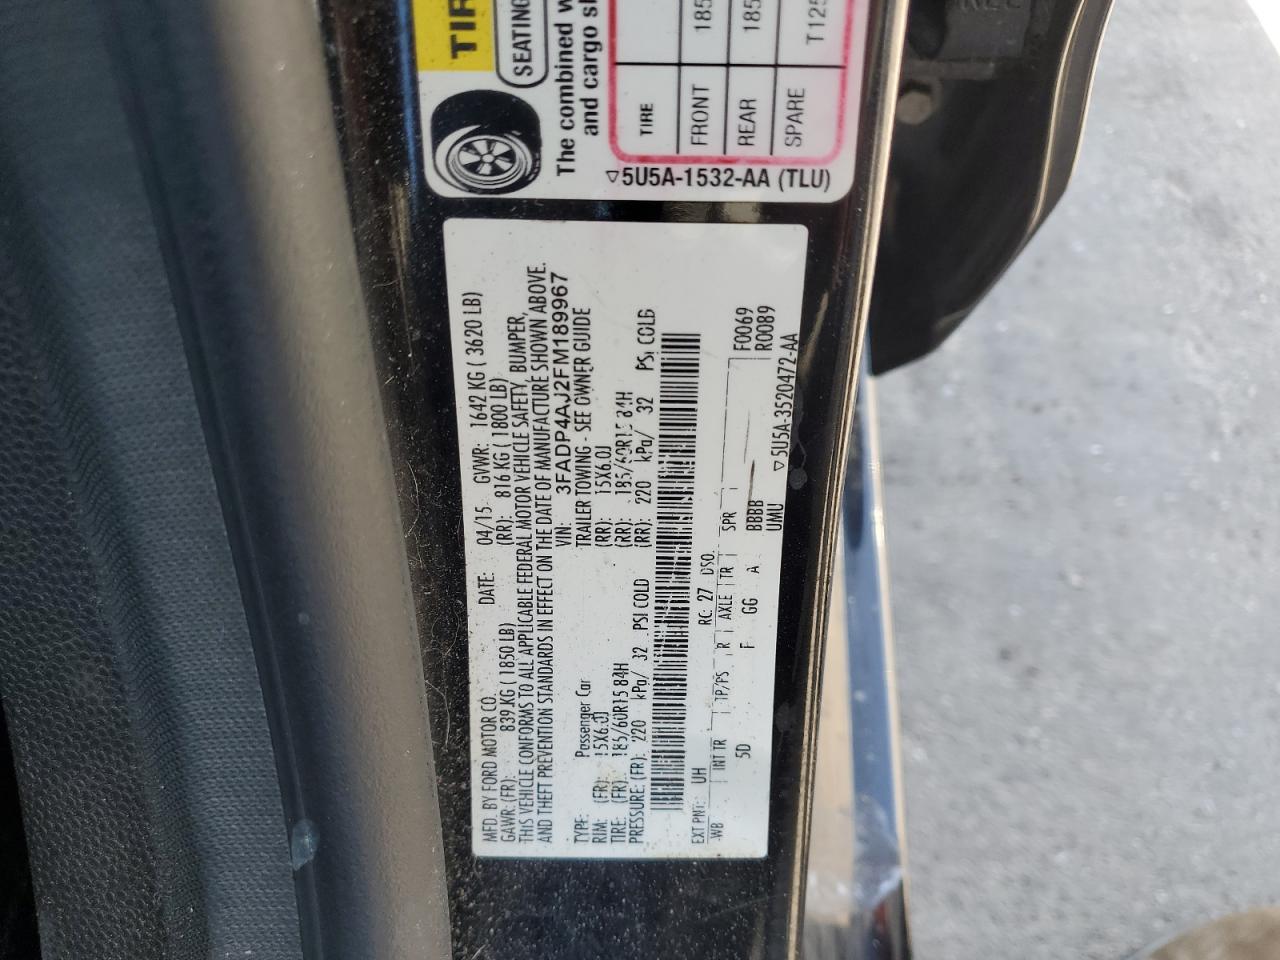 TIR
SEATING
The combined w
and cargo s
TIRE
FRONT 185
REAR 185
SPARE T125
▽5U5A-1532-AA (TLU)
MFD. BY FORD MOTOR CO. DATE: 04/15 GVWR: 1642 KG ( 3620 LB)
GAWR: (FR): 839 KG ( 1850 LB) (RR): 816 KG ( 1800 LB)
THIS VEHICLE CONFORMS TO ALL APPLICABLE FEDERAL MOTOR VEHICLE SAFETY, BUMPER,
AND THEFT PREVENTION STANDARDS IN EFFECT ON THE DATE OF MANUFACTURE SHOWN ABOVE.
VIN: 3FADP4AJ2FM189967
TYPE: Passenger Car TRAILER TOWING - SEE OWNER GUIDE
RIM: (FR): 15X6.0J (RR): 15X6.0J
TIRE: (FR): 185/60R15 84H (RR): 185/60R15 84H
PRESSURE: (FR): 220 kPa/ 32 PSI COLD (RR): 220 kPa/ 32 PSI COLD
EXT PNT: UH RC: 27 DSO:
WB INT TR TP/PS R AXLE TR SPR F0069
5D F GG A BBBB R0089
UMU
▽5U5A-3520472-AA